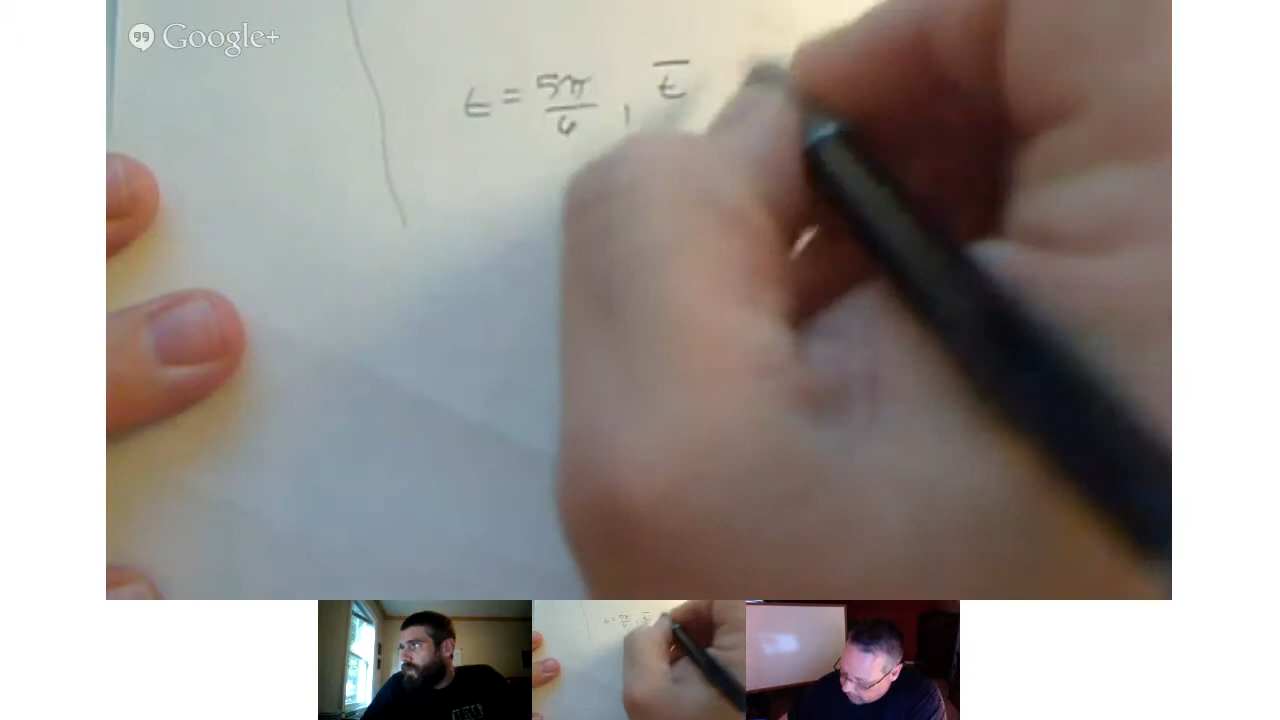 Google+
t = 5π/6 , t̄